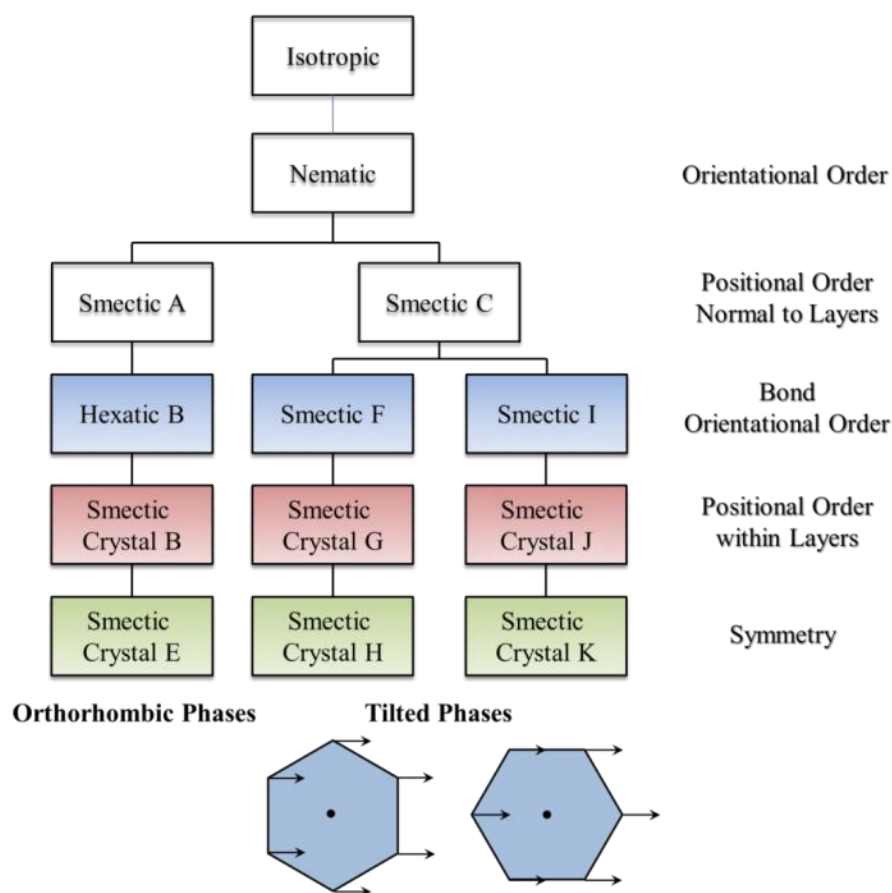 Isotropic
Nematic
Orientational Order
Smectic A
Smectic C
Positional Order
Normal to Layers
Hexatic B
Smectic F
Smectic I
Bond
Orientational Order
Smectic
Crystal B
Smectic
Crystal G
Smectic
Crystal J
Positional Order
within Layers
Smectic
Crystal E
Smectic
Crystal H
Smectic
Crystal K
Symmetry
Orthorhombic Phases
Tilted Phases